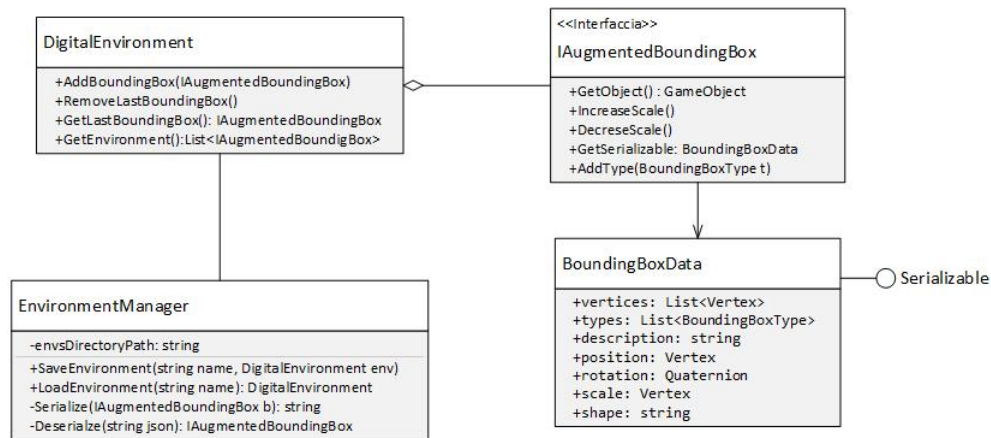 DigitalEnvironment
+AddBoundingBox(IAugmentedBoundingBox)
+RemoveLastBoundingBox()
+GetLastBoundingBox(): IAugmentedBoundingBox
+GetEnvironment():List<IAugmentedBoundigBox>
<<Interfaccia>>
IAugmentedBoundingBox
+GetObject() : GameObject
+IncreaseScale()
+DecreseScale()
+GetSerializable: BoundingBoxData
+AddType(BoundingBoxType t)
EnvironmentManager
-envsDirectoryPath: string
+SaveEnvironment(string name, DigitalEnvironment env)
+LoadEnvironment(string name): DigitalEnvironment
-Serialize(IAugmentedBoundingBox b): string
-Deserialze(string json): IAugmentedBoundingBox
BoundingBoxData
+vertices: List<Vertex>
+types: List<BoundingBoxType>
+description: string
+position: Vertex
+rotation: Quaternion
+scale: Vertex
+shape: string
Serializable